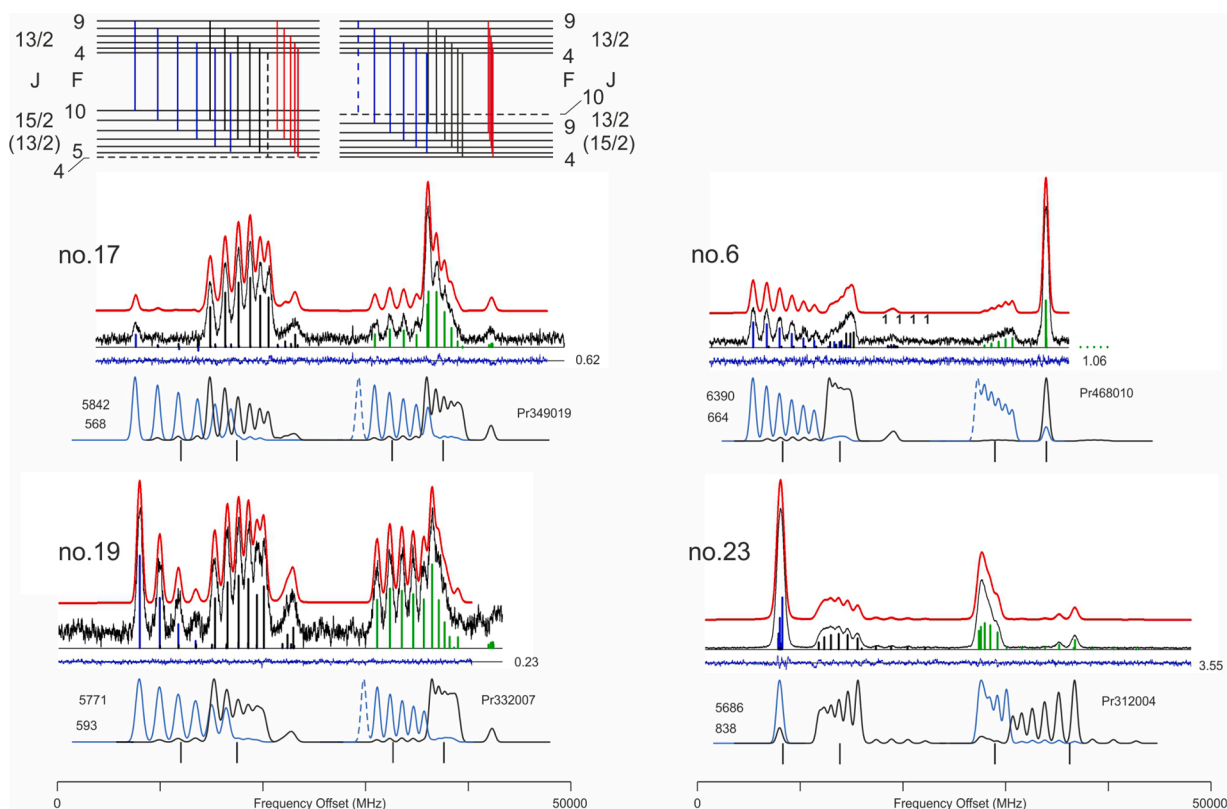 9
13/2
4
J
F
10
15/2
(13/2)
5
4
9
13/2
4
F
J
10
9
13/2
(15/2)
4
no.17
0.62
5842
568
Pr349019
no.6
1 1 1 1
1.06
6390
664
Pr468010
no.19
0.23
5771
593
Pr332007
no.23
3.55
5686
838
Pr312004
0
Frequency Offset (MHz)
50000
0
Frequency Offset (MHz)
50000